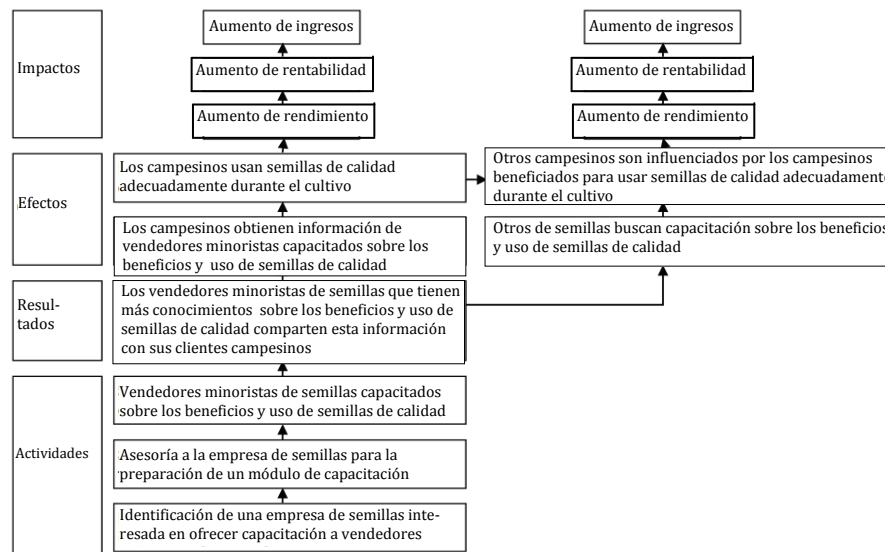 Impactos
Aumento de ingresos
Aumento de rentabilidad
Aumento de rendimiento
Aumento de ingresos
Aumento de rentabilidad
Aumento de rendimiento
Efectos
Los campesinos usan semillas de calidad
adecuadamente durante el cultivo
Los campesinos obtienen información de
vendedores minoristas capacitados sobre los
beneficios y uso de semillas de calidad
Otros campesinos son influenciados por los campesinos
beneficiados para usar semillas de calidad adecuadamente
durante el cultivo
Otros de semillas buscan capacitación sobre los beneficios
y uso de semillas de calidad
Resul-
tados
Los vendedores minoristas de semillas que tienen
más conocimientos sobre los beneficios y uso de
semillas de calidad comparten esta información
con sus clientes campesinos
Actividades
Vendedores minoristas de semillas capacitados
sobre los beneficios y uso de semillas de calidad
Asesoría a la empresa de semillas para la
preparación de un módulo de capacitación
Identificación de una empresa de semillas inte-
resada en ofrecer capacitación a vendedores